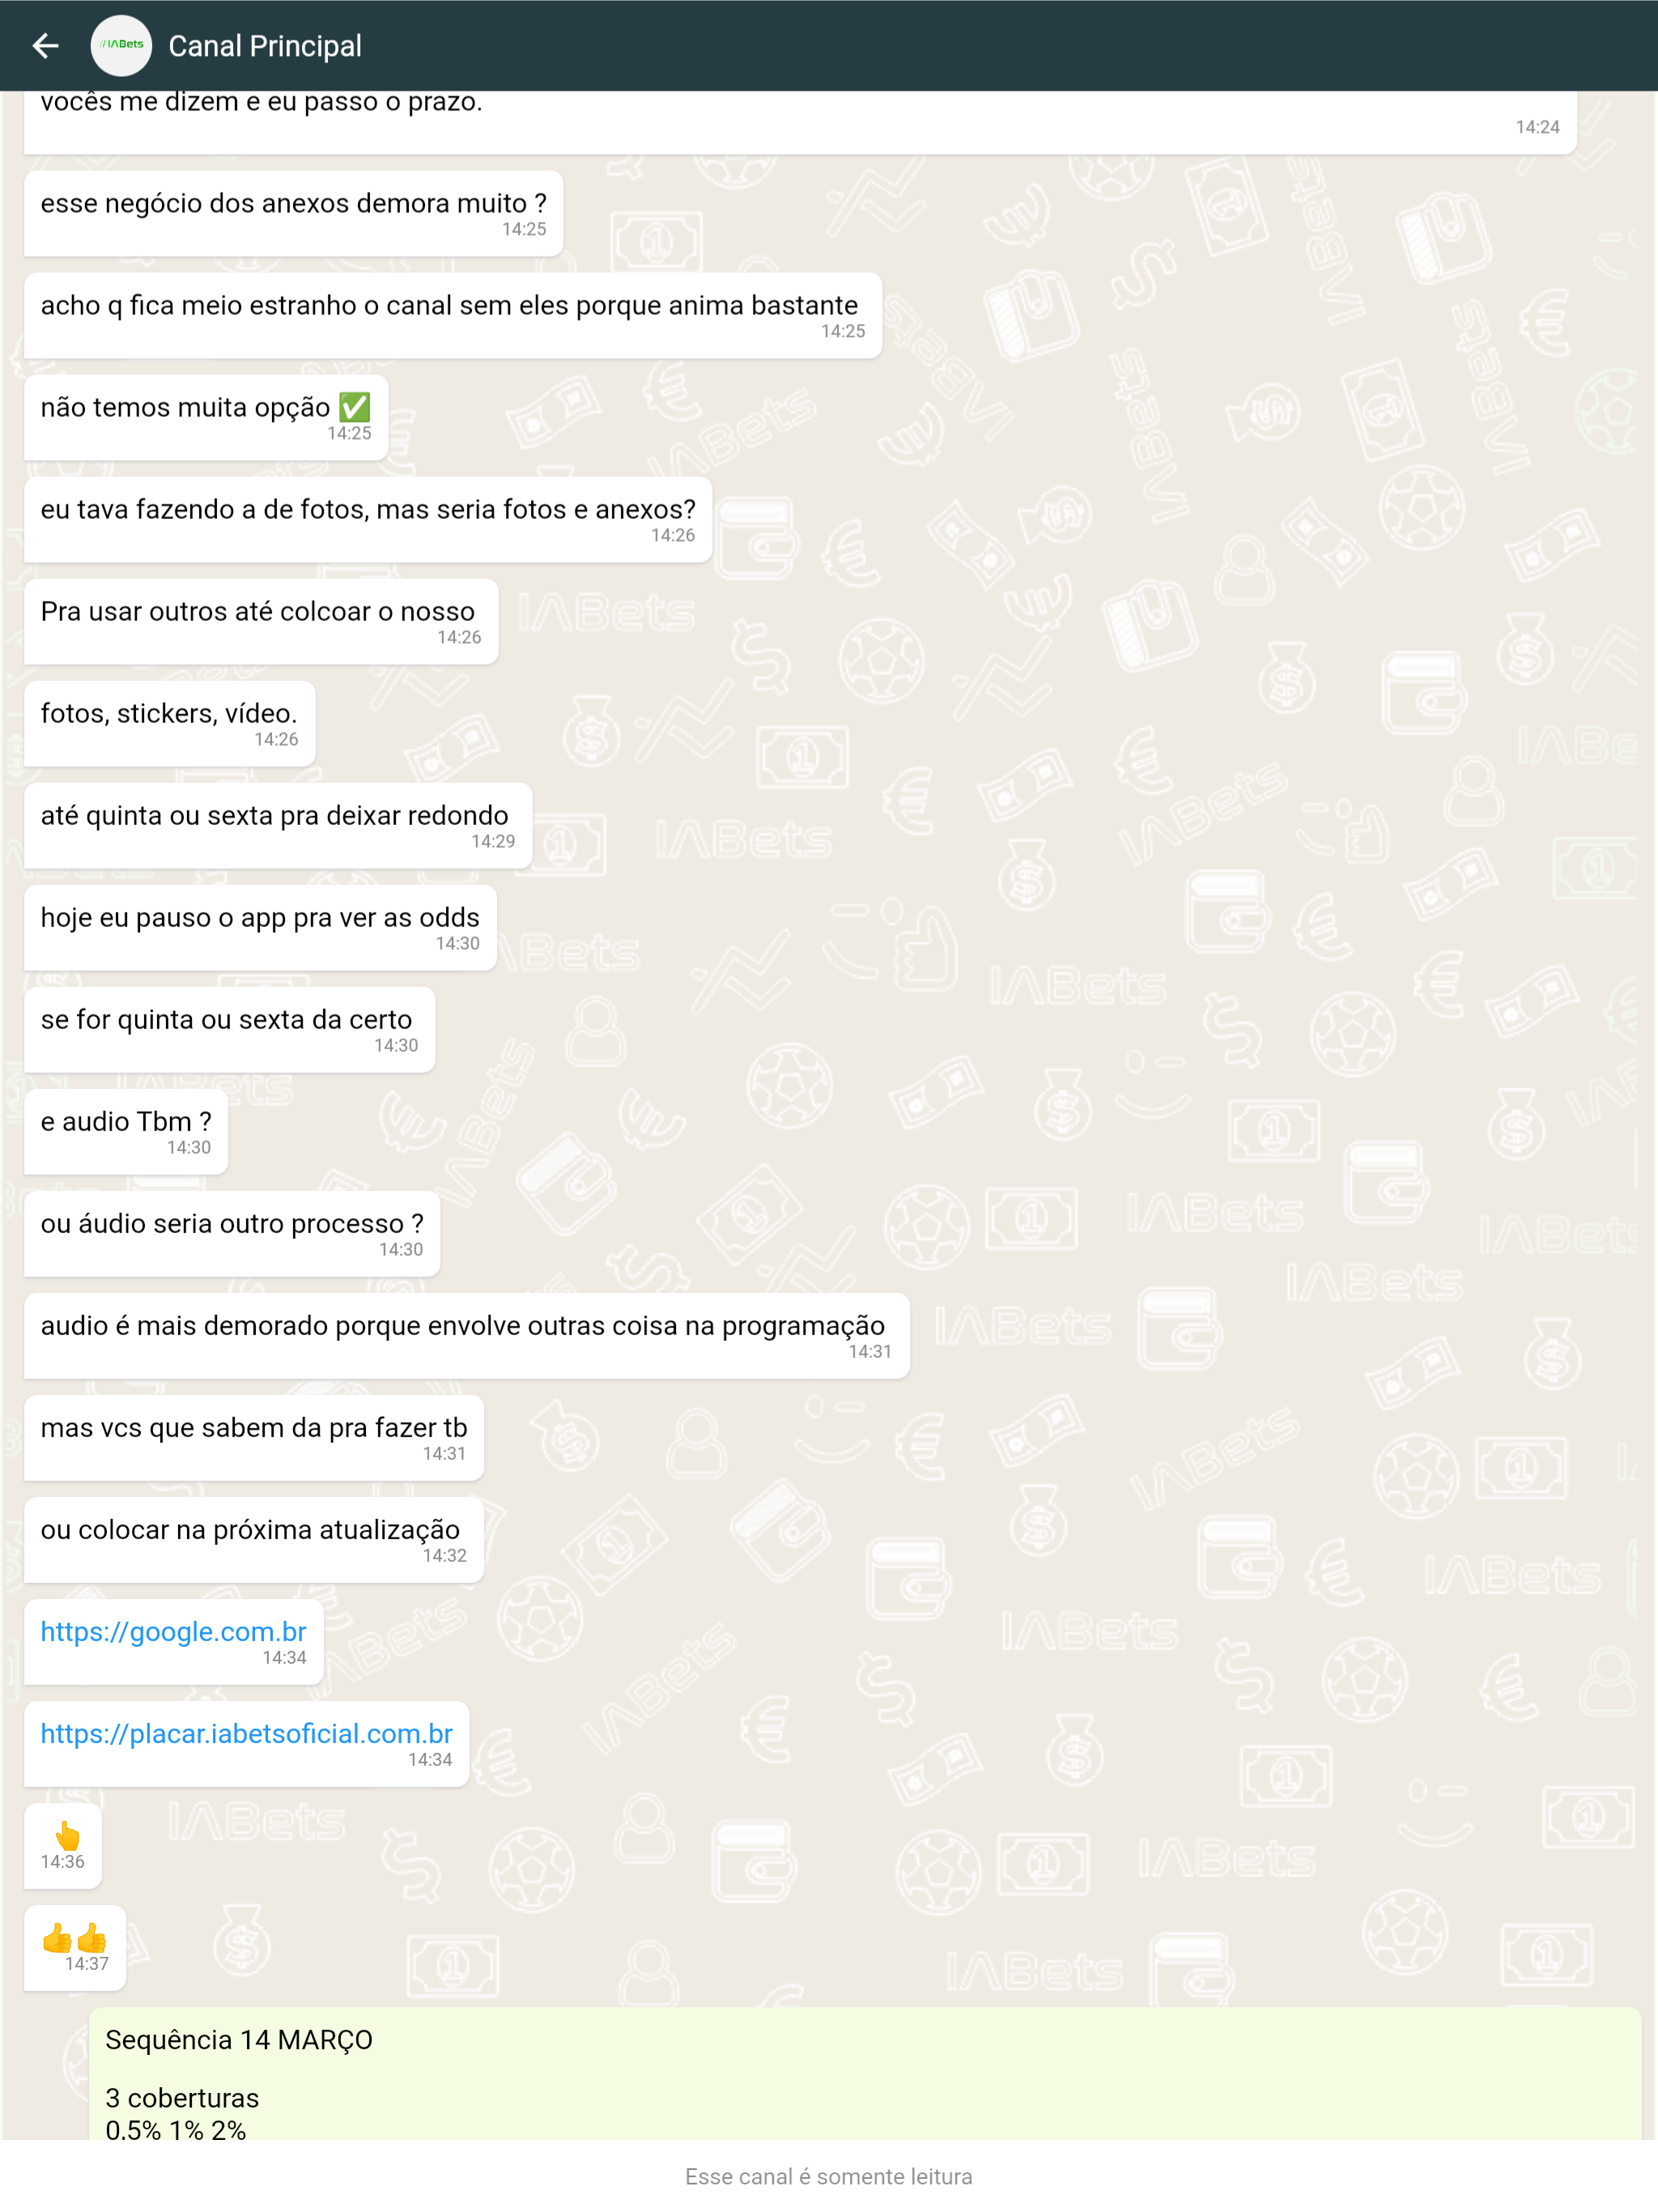 IABets
Canal Principal
vocês me dizem e eu passo o prazo.
14:24
esse negócio dos anexos demora muito ?
14:25
acho q fica meio estranho o canal sem eles porque anima bastante
14:25
não temos muita opção ✅
14:25
eu tava fazendo a de fotos, mas seria fotos e anexos?
14:26
Pra usar outros até colcoar o nosso
14:26
fotos, stickers, vídeo.
14:26
até quinta ou sexta pra deixar redondo
14:29
hoje eu pauso o app pra ver as odds
14:30
se for quinta ou sexta da certo
14:30
e audio Tbm ?
14:30
ou áudio seria outro processo ?
14:30
audio é mais demorado porque envolve outras coisa na programação
14:31
mas vcs que sabem da pra fazer tb
14:31
ou colocar na próxima atualização
14:32
https://google.com.br
14:34
https://placar.iabetsoficial.com.br
14:34
👆
14:36
👍👍
14:37
Sequência 14 MARÇO
3 coberturas
0,5% 1% 2%
Esse canal é somente leitura